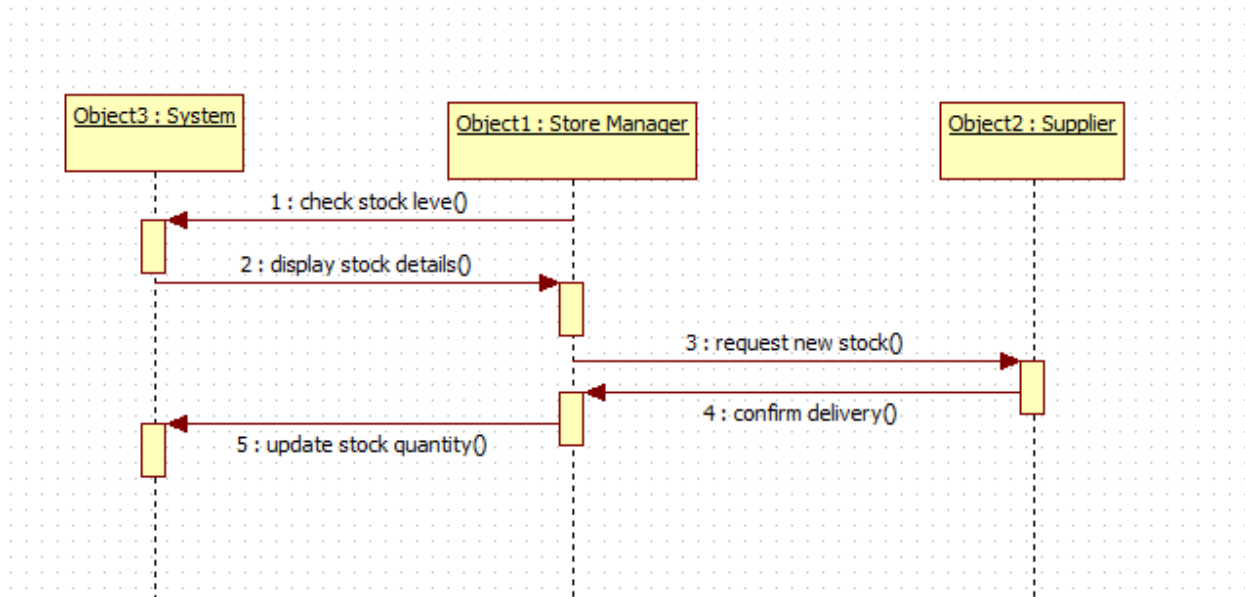 Object3 : System
Object1 : Store Manager
Object2 : Supplier
1 : check stock leve()
2 : display stock details()
3 : request new stock()
4 : confirm delivery()
5 : update stock quantity()